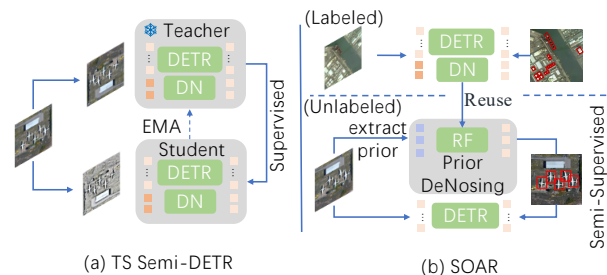 Teacher
DETR
DN
EMA
Supervised
Student
DETR
DN
(a) TS Semi-DETR
(Labeled)
DETR
DN
Reuse
(Unlabeled)
extract
prior
RF
Prior
DeNosing
DETR
Semi-Supervised
(b) SOAR